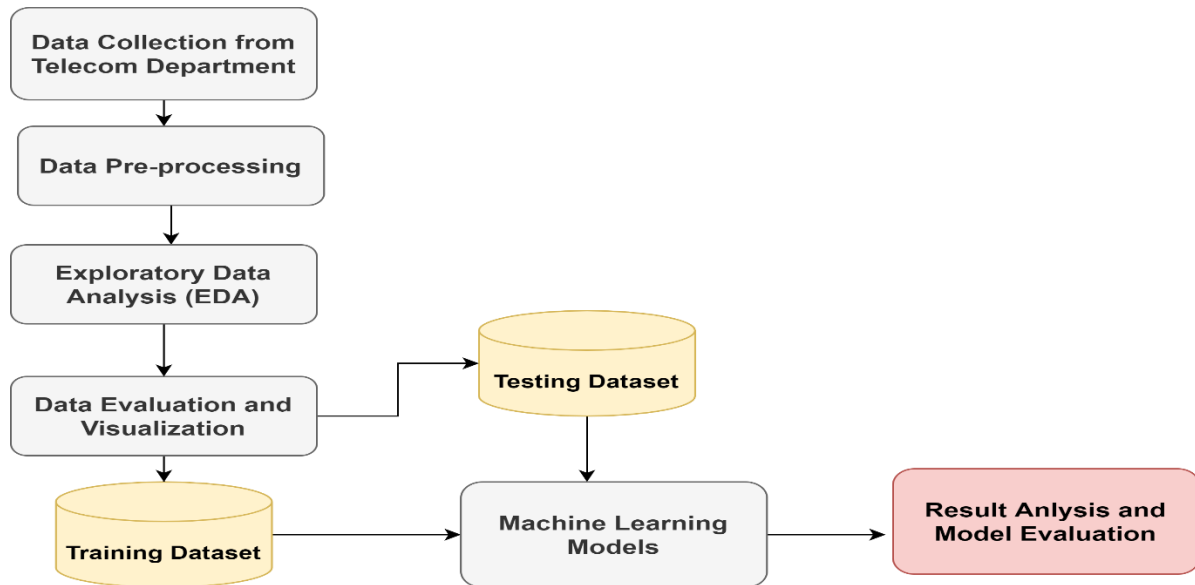 Data Collection from
Telecom Department
Data Pre-processing
Exploratory Data
Analysis (EDA)
Testing Dataset
Data Evaluation and
Visualization
Training Dataset
Machine Learning
Models
Result Anlysis and
Model Evaluation